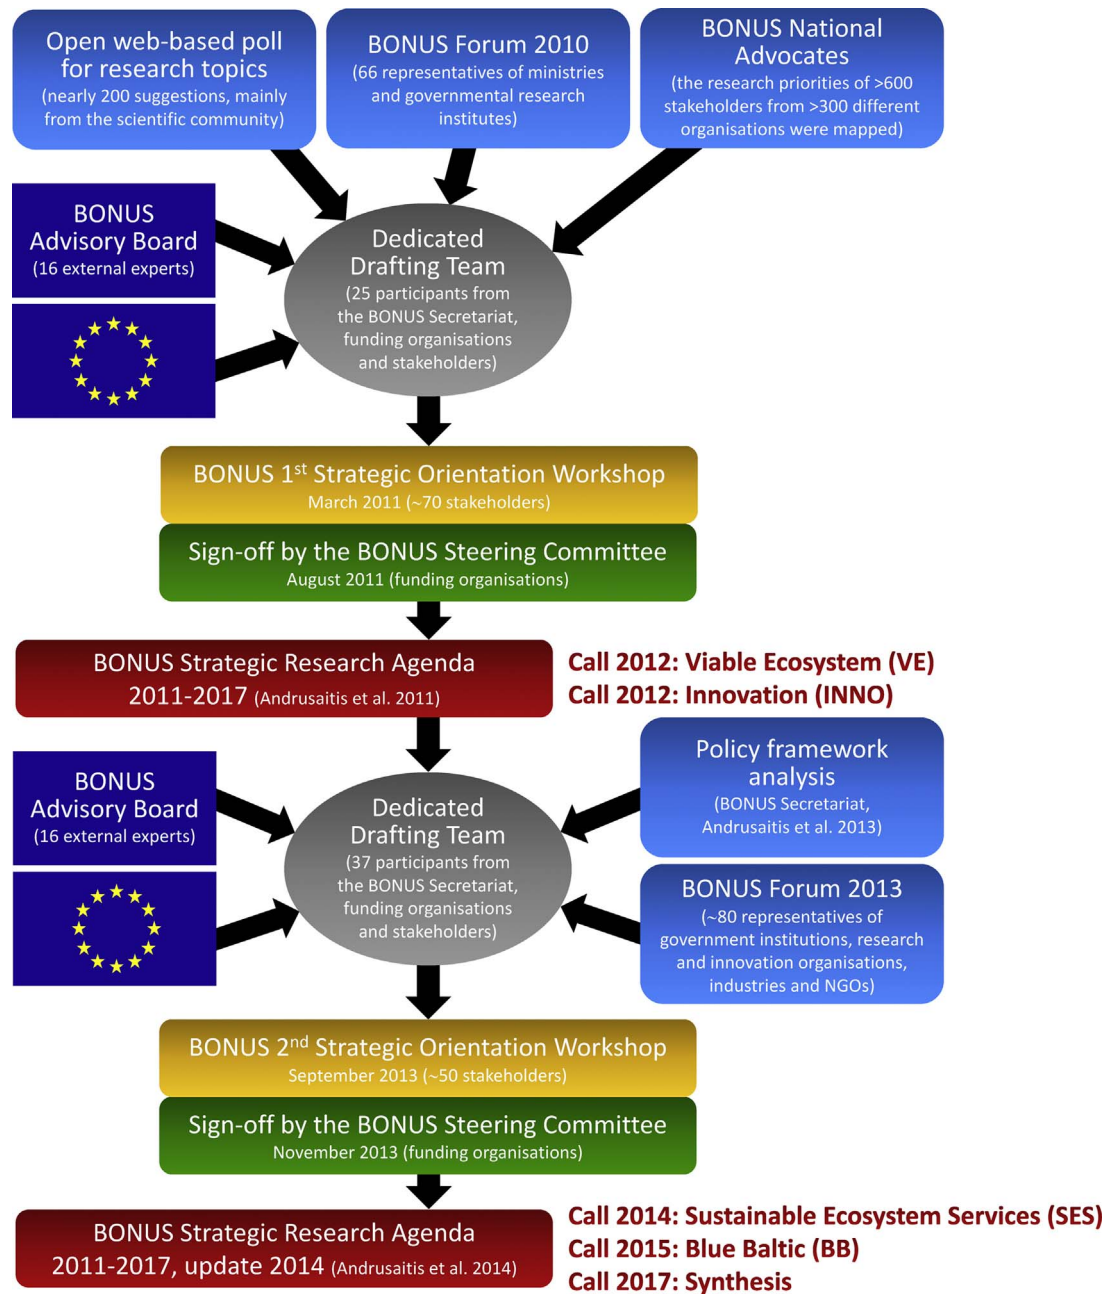 Open web-based poll
for research topics
(nearly 200 suggestions, mainly
from the scientific community)
BONUS Forum 2010
(66 representatives of ministries
and governmental research
institutes)
BONUS National
Advocates
(the research priorities of >600
stakeholders from >300 different
organisations were mapped)
BONUS
Advisory Board
(16 external experts)
Dedicated
Drafting Team
(25 participants from
the BONUS Secretariat,
funding organisations
and stakeholders)
BONUS 1st Strategic Orientation Workshop
March 2011 (~70 stakeholders)
Sign-off by the BONUS Steering Committee
August 2011 (funding organisations)
BONUS Strategic Research Agenda
2011-2017 (Andrusaitis et al. 2011)
Call 2012: Viable Ecosystem (VE)
Call 2012: Innovation (INNO)
BONUS
Advisory Board
(16 external experts)
Dedicated
Drafting Team
(37 participants from
the BONUS Secretariat,
funding organisations
and stakeholders)
Policy framework
analysis
(BONUS Secretariat,
Andrusaitis et al. 2013)
BONUS Forum 2013
(~80 representatives of
government institutions, research
and innovation organisations,
industries and NGOs)
BONUS 2nd Strategic Orientation Workshop
September 2013 (~50 stakeholders)
Sign-off by the BONUS Steering Committee
November 2013 (funding organisations)
BONUS Strategic Research Agenda
2011-2017, update 2014 (Andrusaitis et al. 2014)
Call 2014: Sustainable Ecosystem Services (SES)
Call 2015: Blue Baltic (BB)
Call 2017: Synthesis